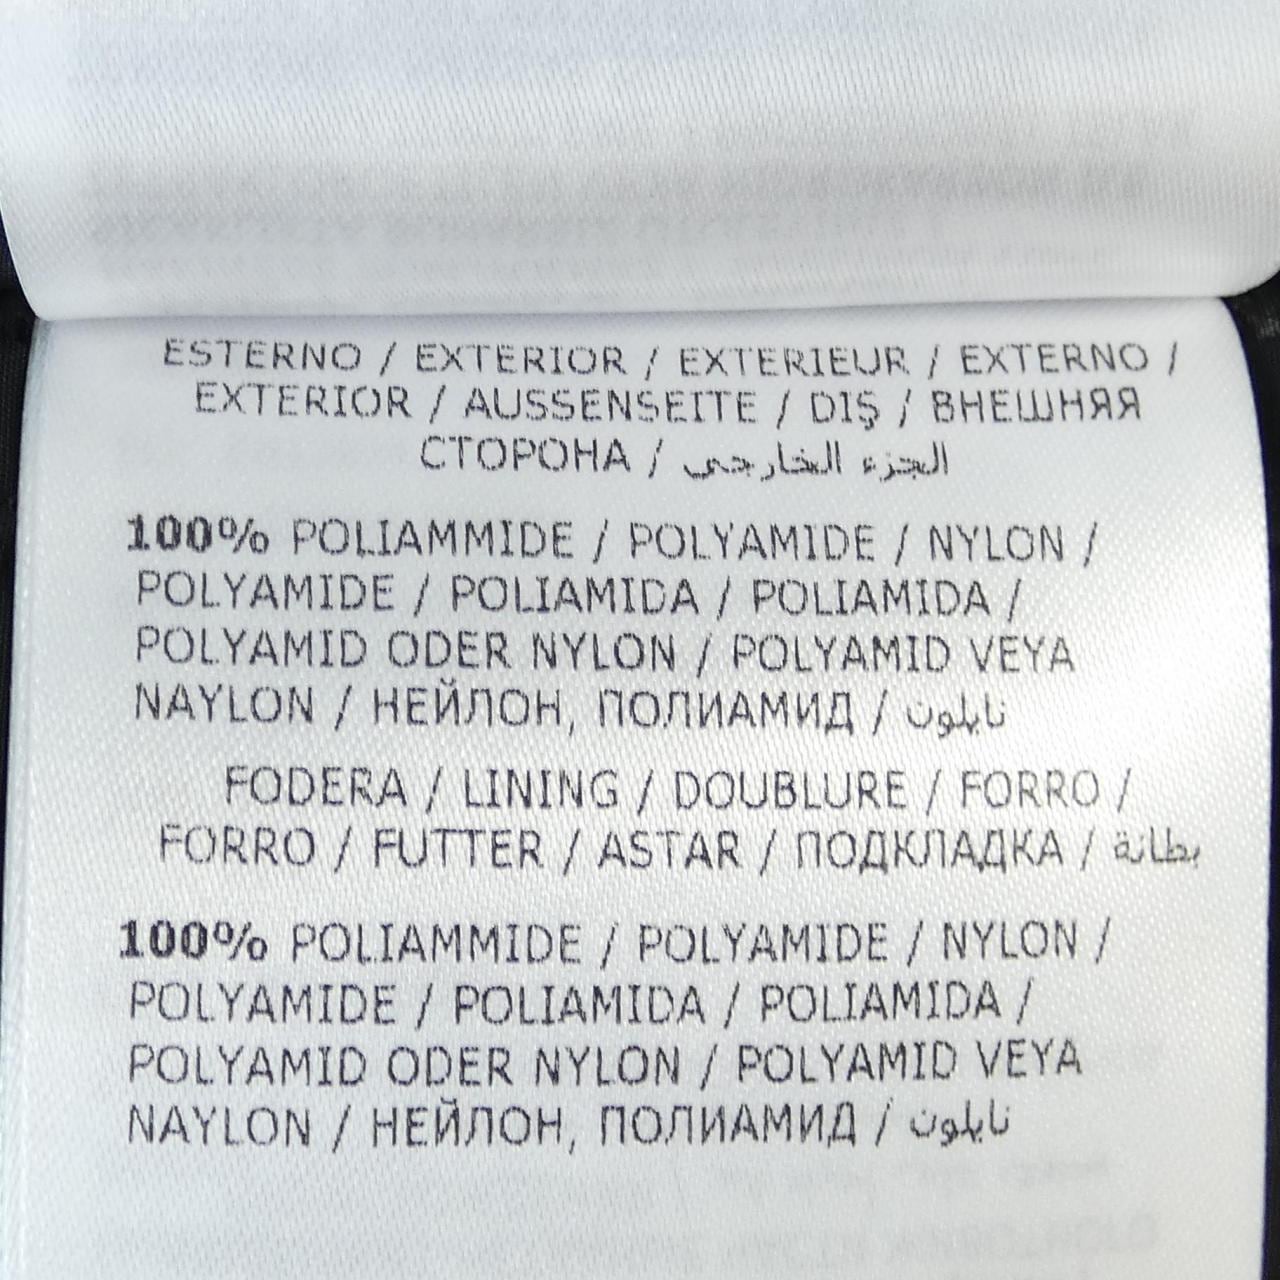 ESTERNO / EXTERIOR / EXTERIEUR / EXTERNO /
EXTERIOR / AUSSENSEITE / DIŞ / ВНЕШНЯЯ
СТОРОНА / الجزء الخارجي
100% POLIAMMIDE / POLYAMIDE / NYLON /
POLYAMIDE / POLIAMIDA / POLIAMIDA /
POLYAMID ODER NYLON / POLYAMID VEYA
NAYLON / НЕЙЛОН, ПОЛИАМИД / نايلون
FODERA / LINING / DOUBLURE / FORRO /
FORRO / FUTTER / ASTAR / ПОДКЛАДКА / بطانة
100% POLIAMMIDE / POLYAMIDE / NYLON /
POLYAMIDE / POLIAMIDA / POLIAMIDA /
POLYAMID ODER NYLON / POLYAMID VEYA
NAYLON / НЕЙЛОН, ПОЛИАМИД / نايلون